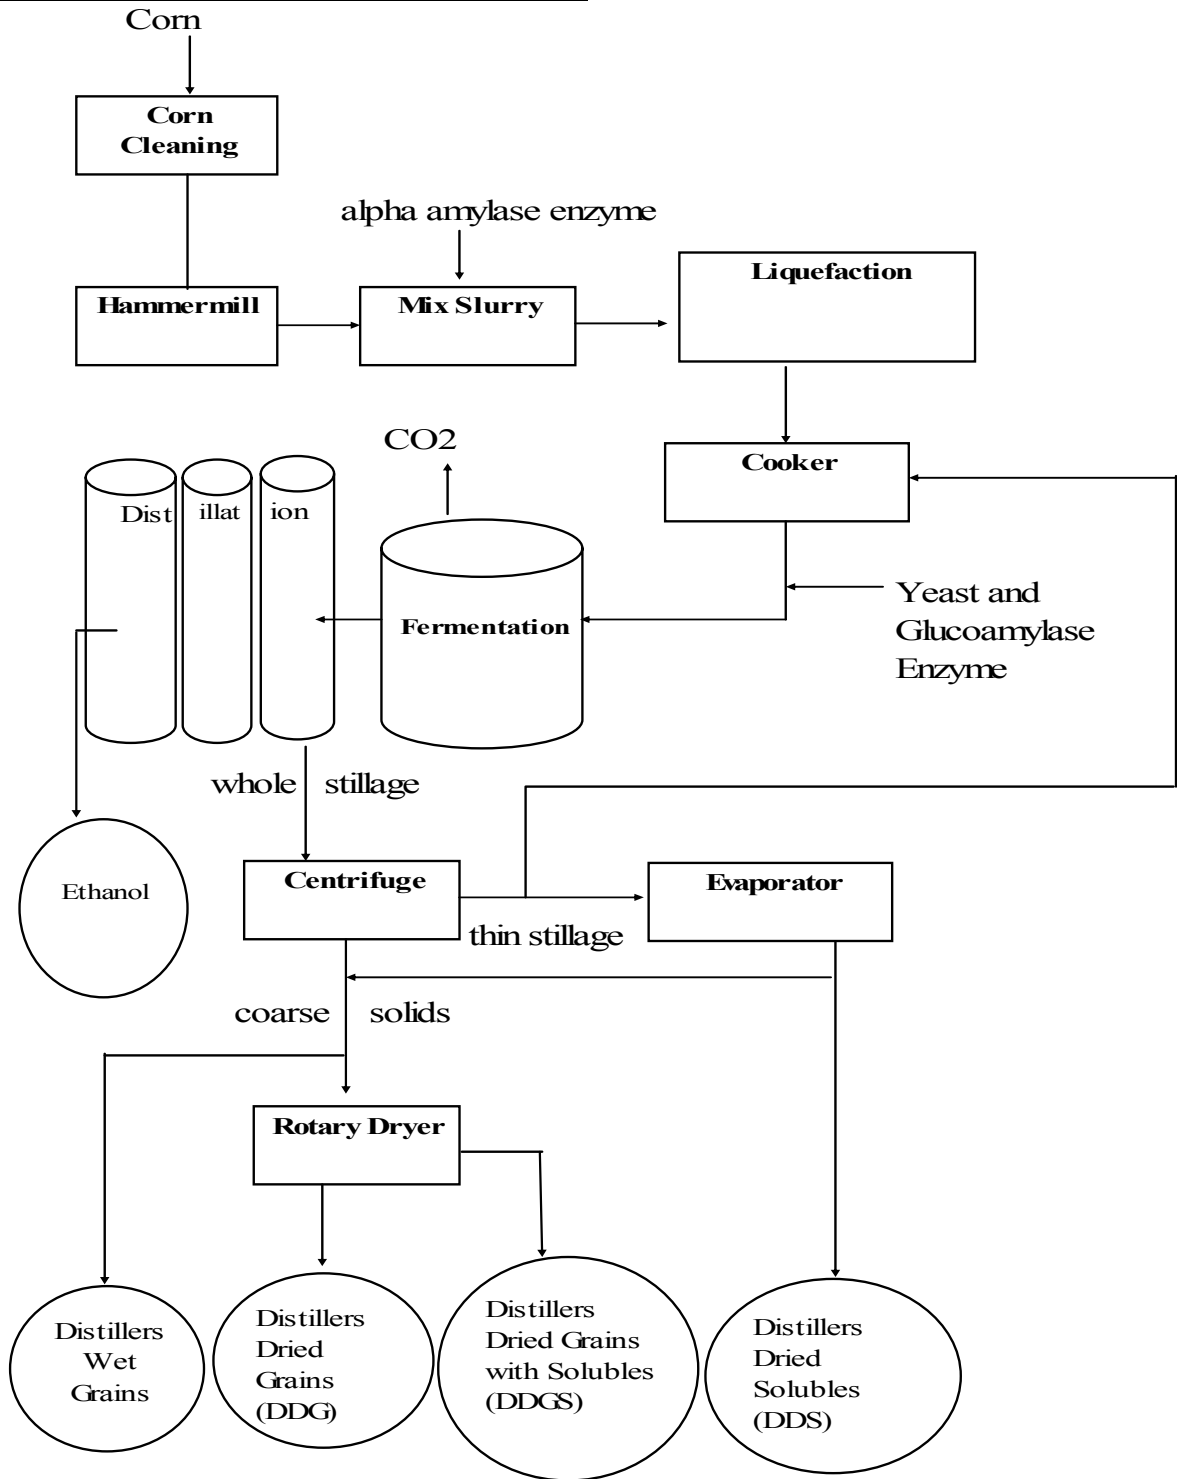 Corn
Corn
Cleaning
alpha amylase enzyme
Hammermill
Mix Slurry
Liquefaction
CO2
Cooker
Dist illat ion
Fermentation
Yeast and
Glucoamylase
Enzyme
whole stillage
Ethanol
Centrifuge
Evaporator
thin stillage
coarse solids
Rotary Dryer
Distillers
Wet
Grains
Distillers
Dried
Grains
(DDG)
Distillers
Dried Grains
with Solubles
(DDGS)
Distillers
Dried
Solubles
(DDS)